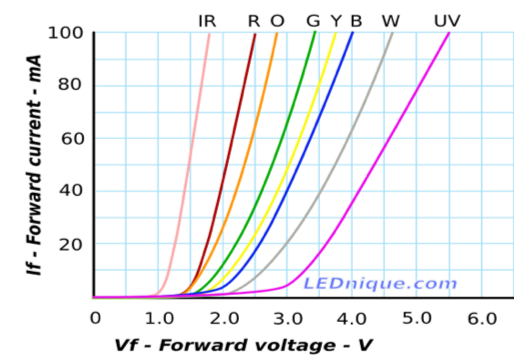 IR R O G Y B W UV
100
80
60
40
20
If - Forward current - mA
LEDnique.com
0 1.0 2.0 3.0 4.0 5.0 6.0
Vf - Forward voltage - V